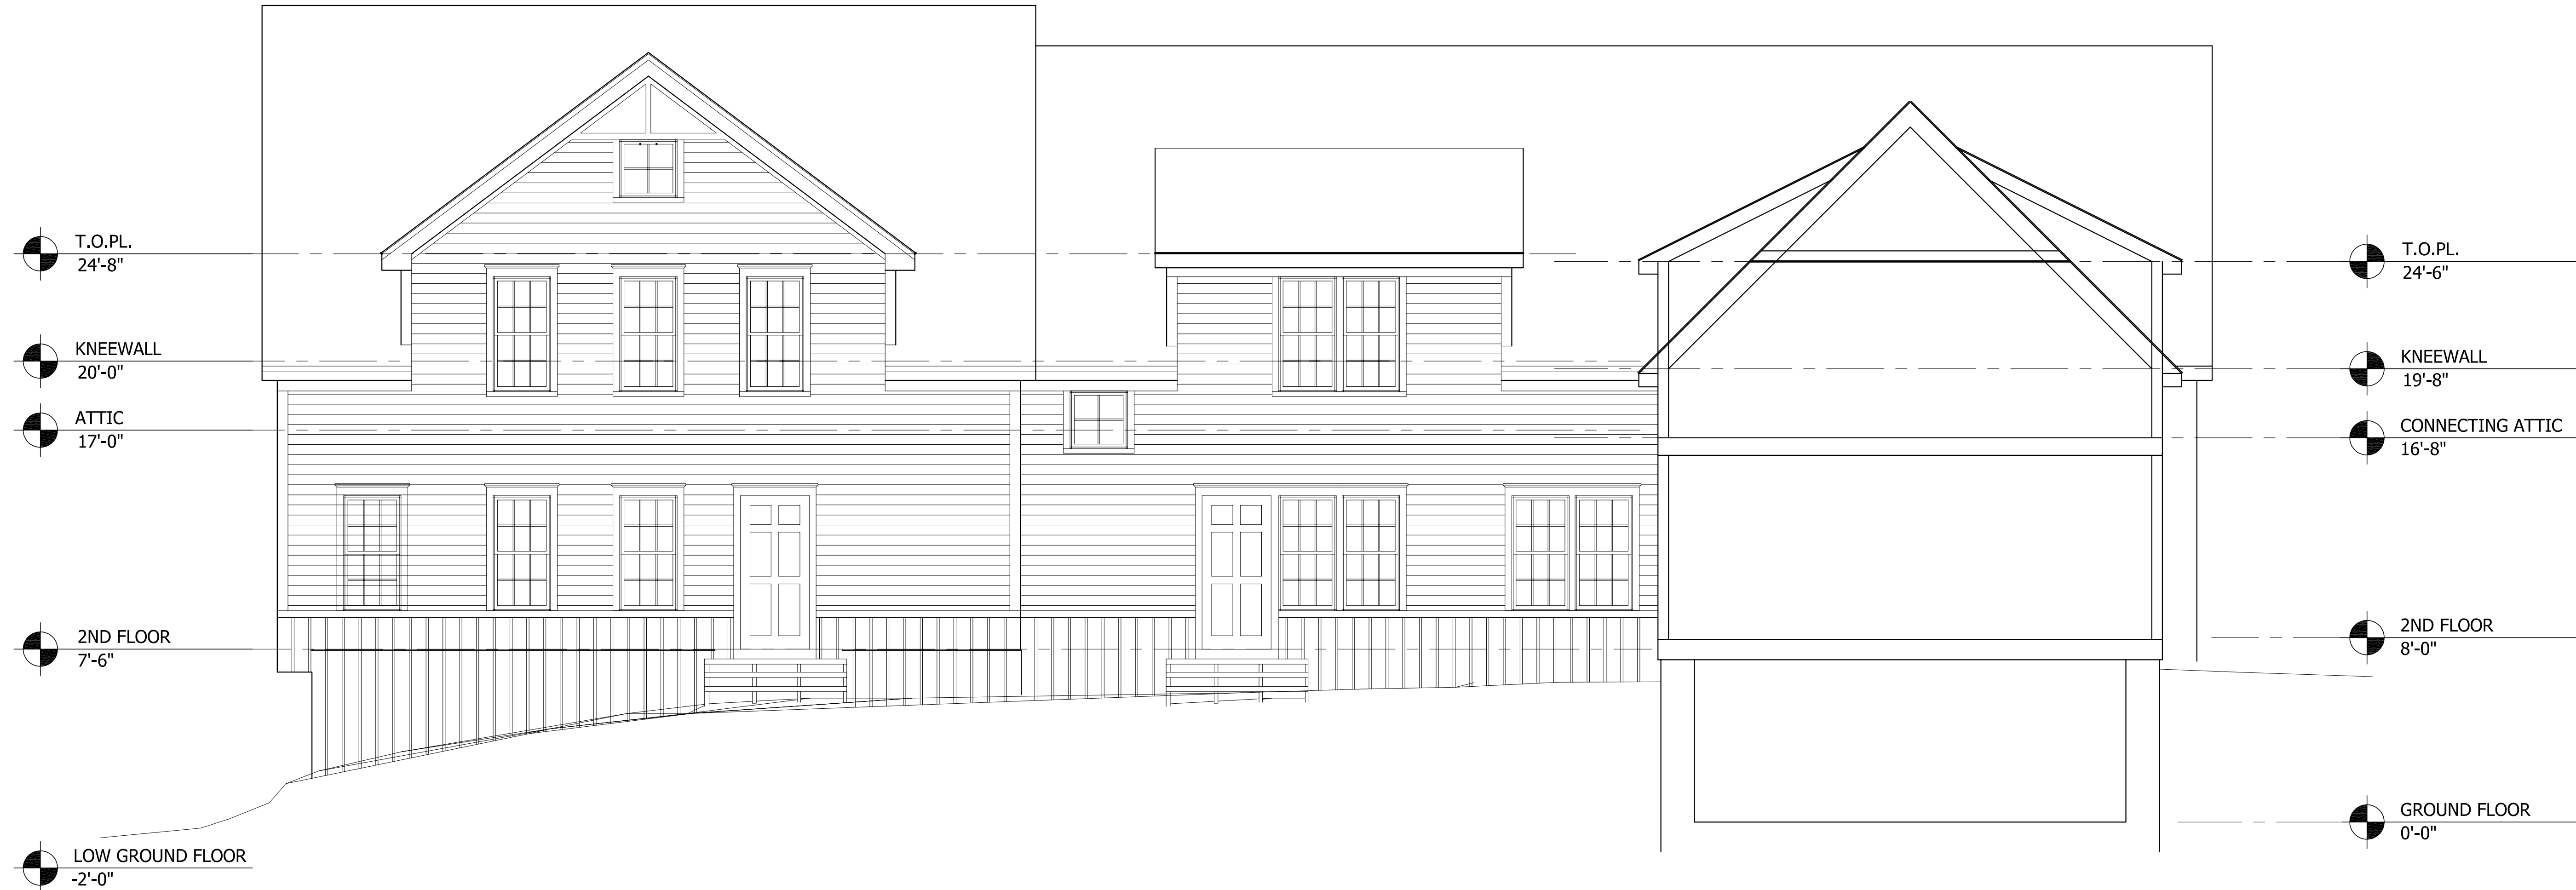 T.O.PL.
24'-8"
KNEEWALL
20'-0"
ATTIC
17'-0"
2ND FLOOR
7'-6"
LOW GROUND FLOOR
-2'-0"
T.O.PL.
24'-6"
KNEEWALL
19'-8"
CONNECTING ATTIC
16'-8"
2ND FLOOR
8'-0"
GROUND FLOOR
0'-0"